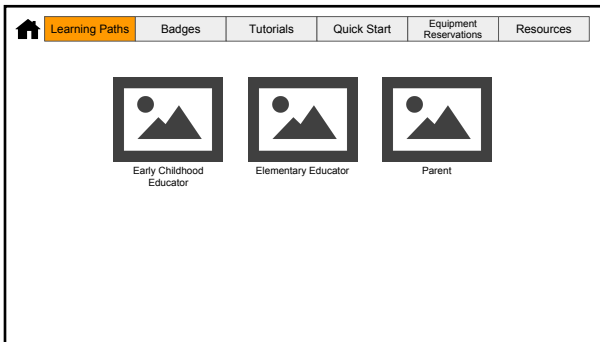 Learning Paths
Badges
Tutorials
Quick Start
Equipment
Reservations
Resources
Early Childhood
Educator
Elementary Educator
Parent